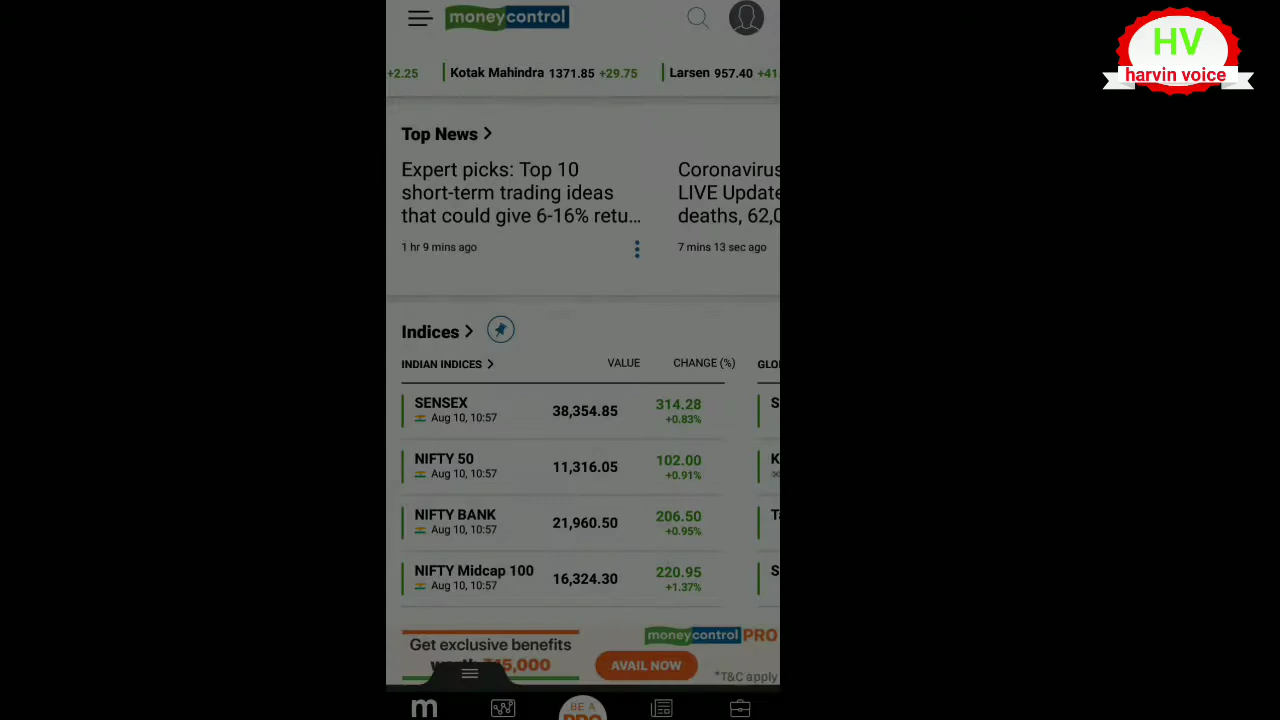 moneycontrol
HV
harvin voice
+2.25 Kotak Mahindra 1371.85 +29.75 Larsen 957.40 +41
Top News
Expert picks: Top 10
short-term trading ideas
that could give 6-16% retu...
1 hr 9 mins ago
Coronavirus
LIVE Update
deaths, 62,0
7 mins 13 sec ago
Indices
INDIAN INDICES VALUE CHANGE (%) GLO
SENSEX 38,354.85 314.28
Aug 10, 10:57 +0.83%
NIFTY 50 11,316.05 102.00
Aug 10, 10:57 +0.91%
NIFTY BANK 21,960.50 206.50
Aug 10, 10:57 +0.95%
NIFTY Midcap 100 16,324.30 220.95
Aug 10, 10:57 +1.37%
Get exclusive benefits
moneycontrol PRO
AVAIL NOW
*T&C apply
BE A
PRO